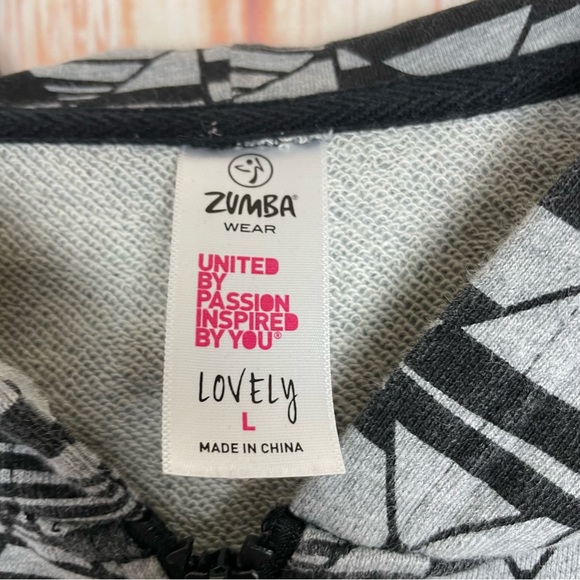 ZUMBA®
WEAR
UNITED
BY
PASSION
INSPIRED
BY YOU®
LOVELY
L
MADE IN CHINA